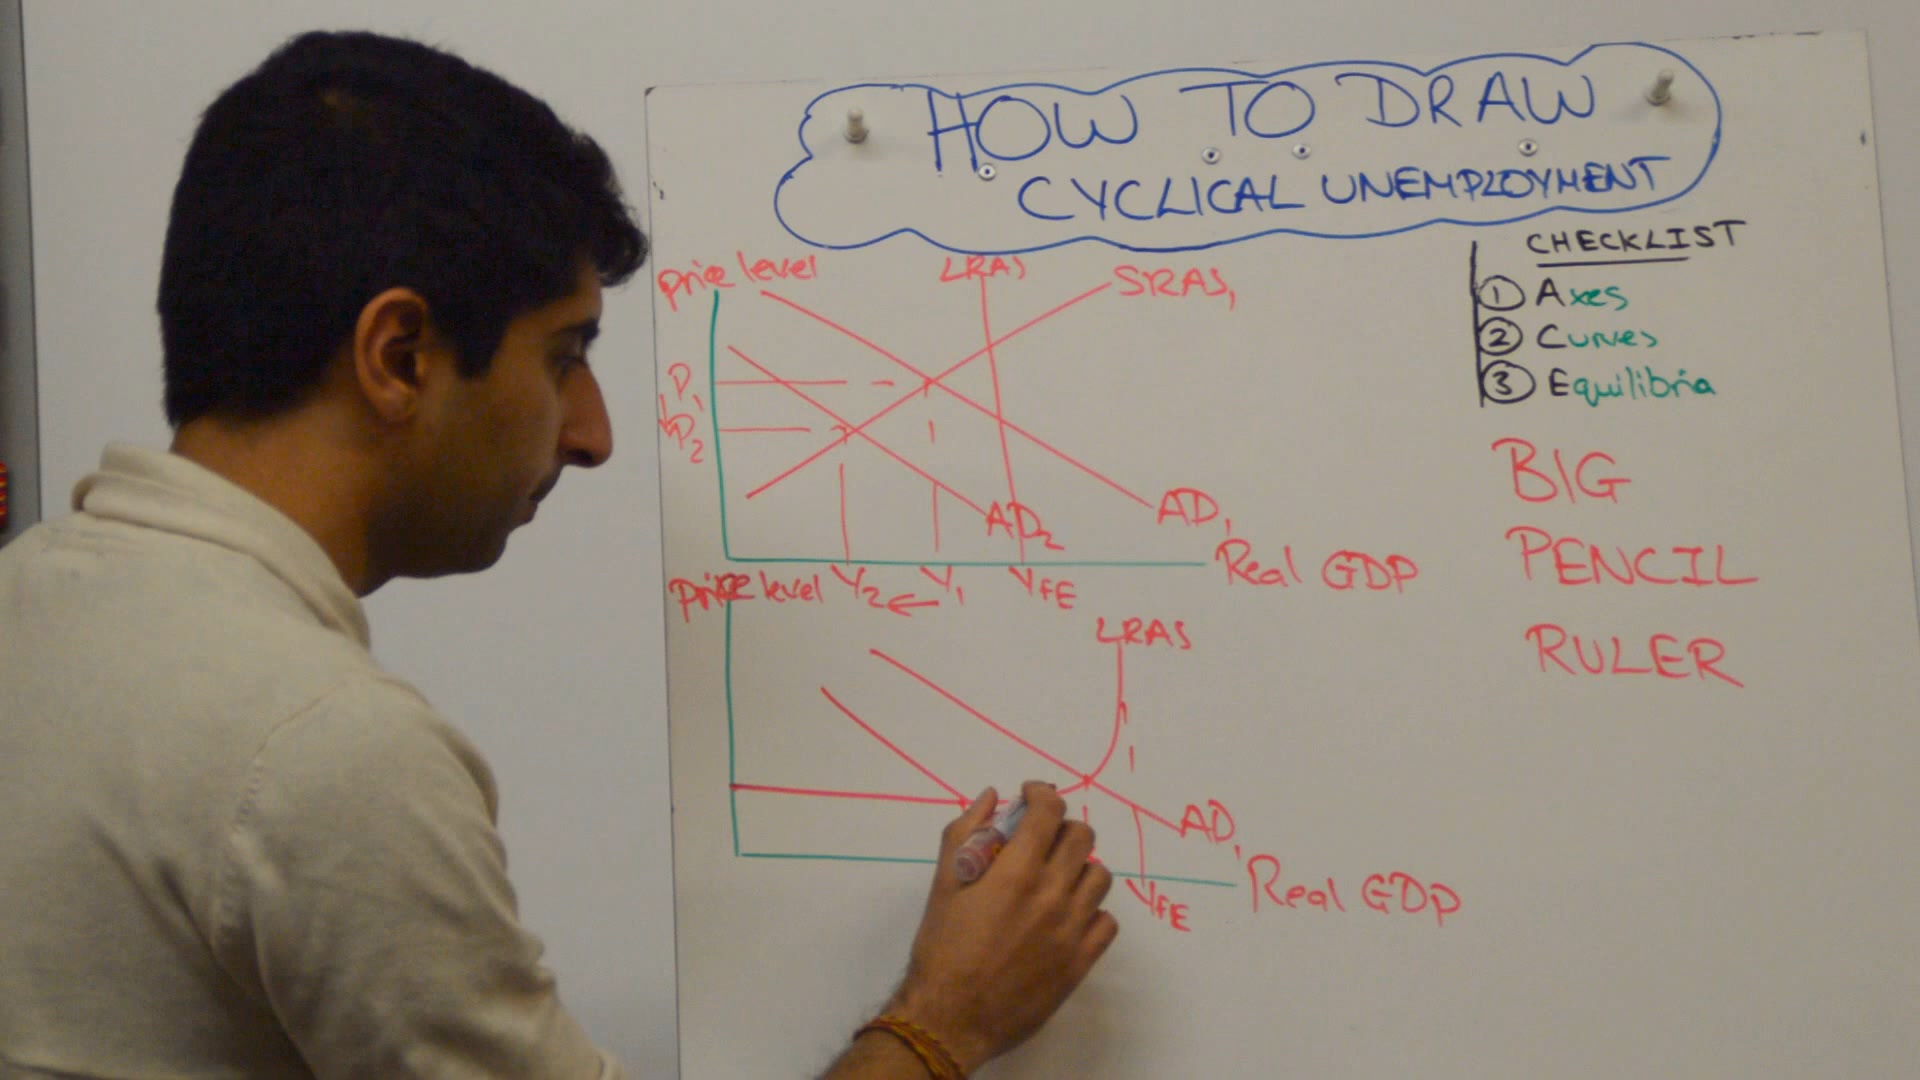 HOW TO DRAW
CYCLICAL UNEMPLOYMENT
CHECKLIST
1 Axes
2 Curves
3 Equilibria
BIG
PENCIL
RULER
Price level
LRAS
SRAS₁
P₁
↓P₂
AD₂
AD₁
Real GDP
Y₂ ← Y₁ YFE
Price level
LRAS
AD₁
Real GDP
YFE